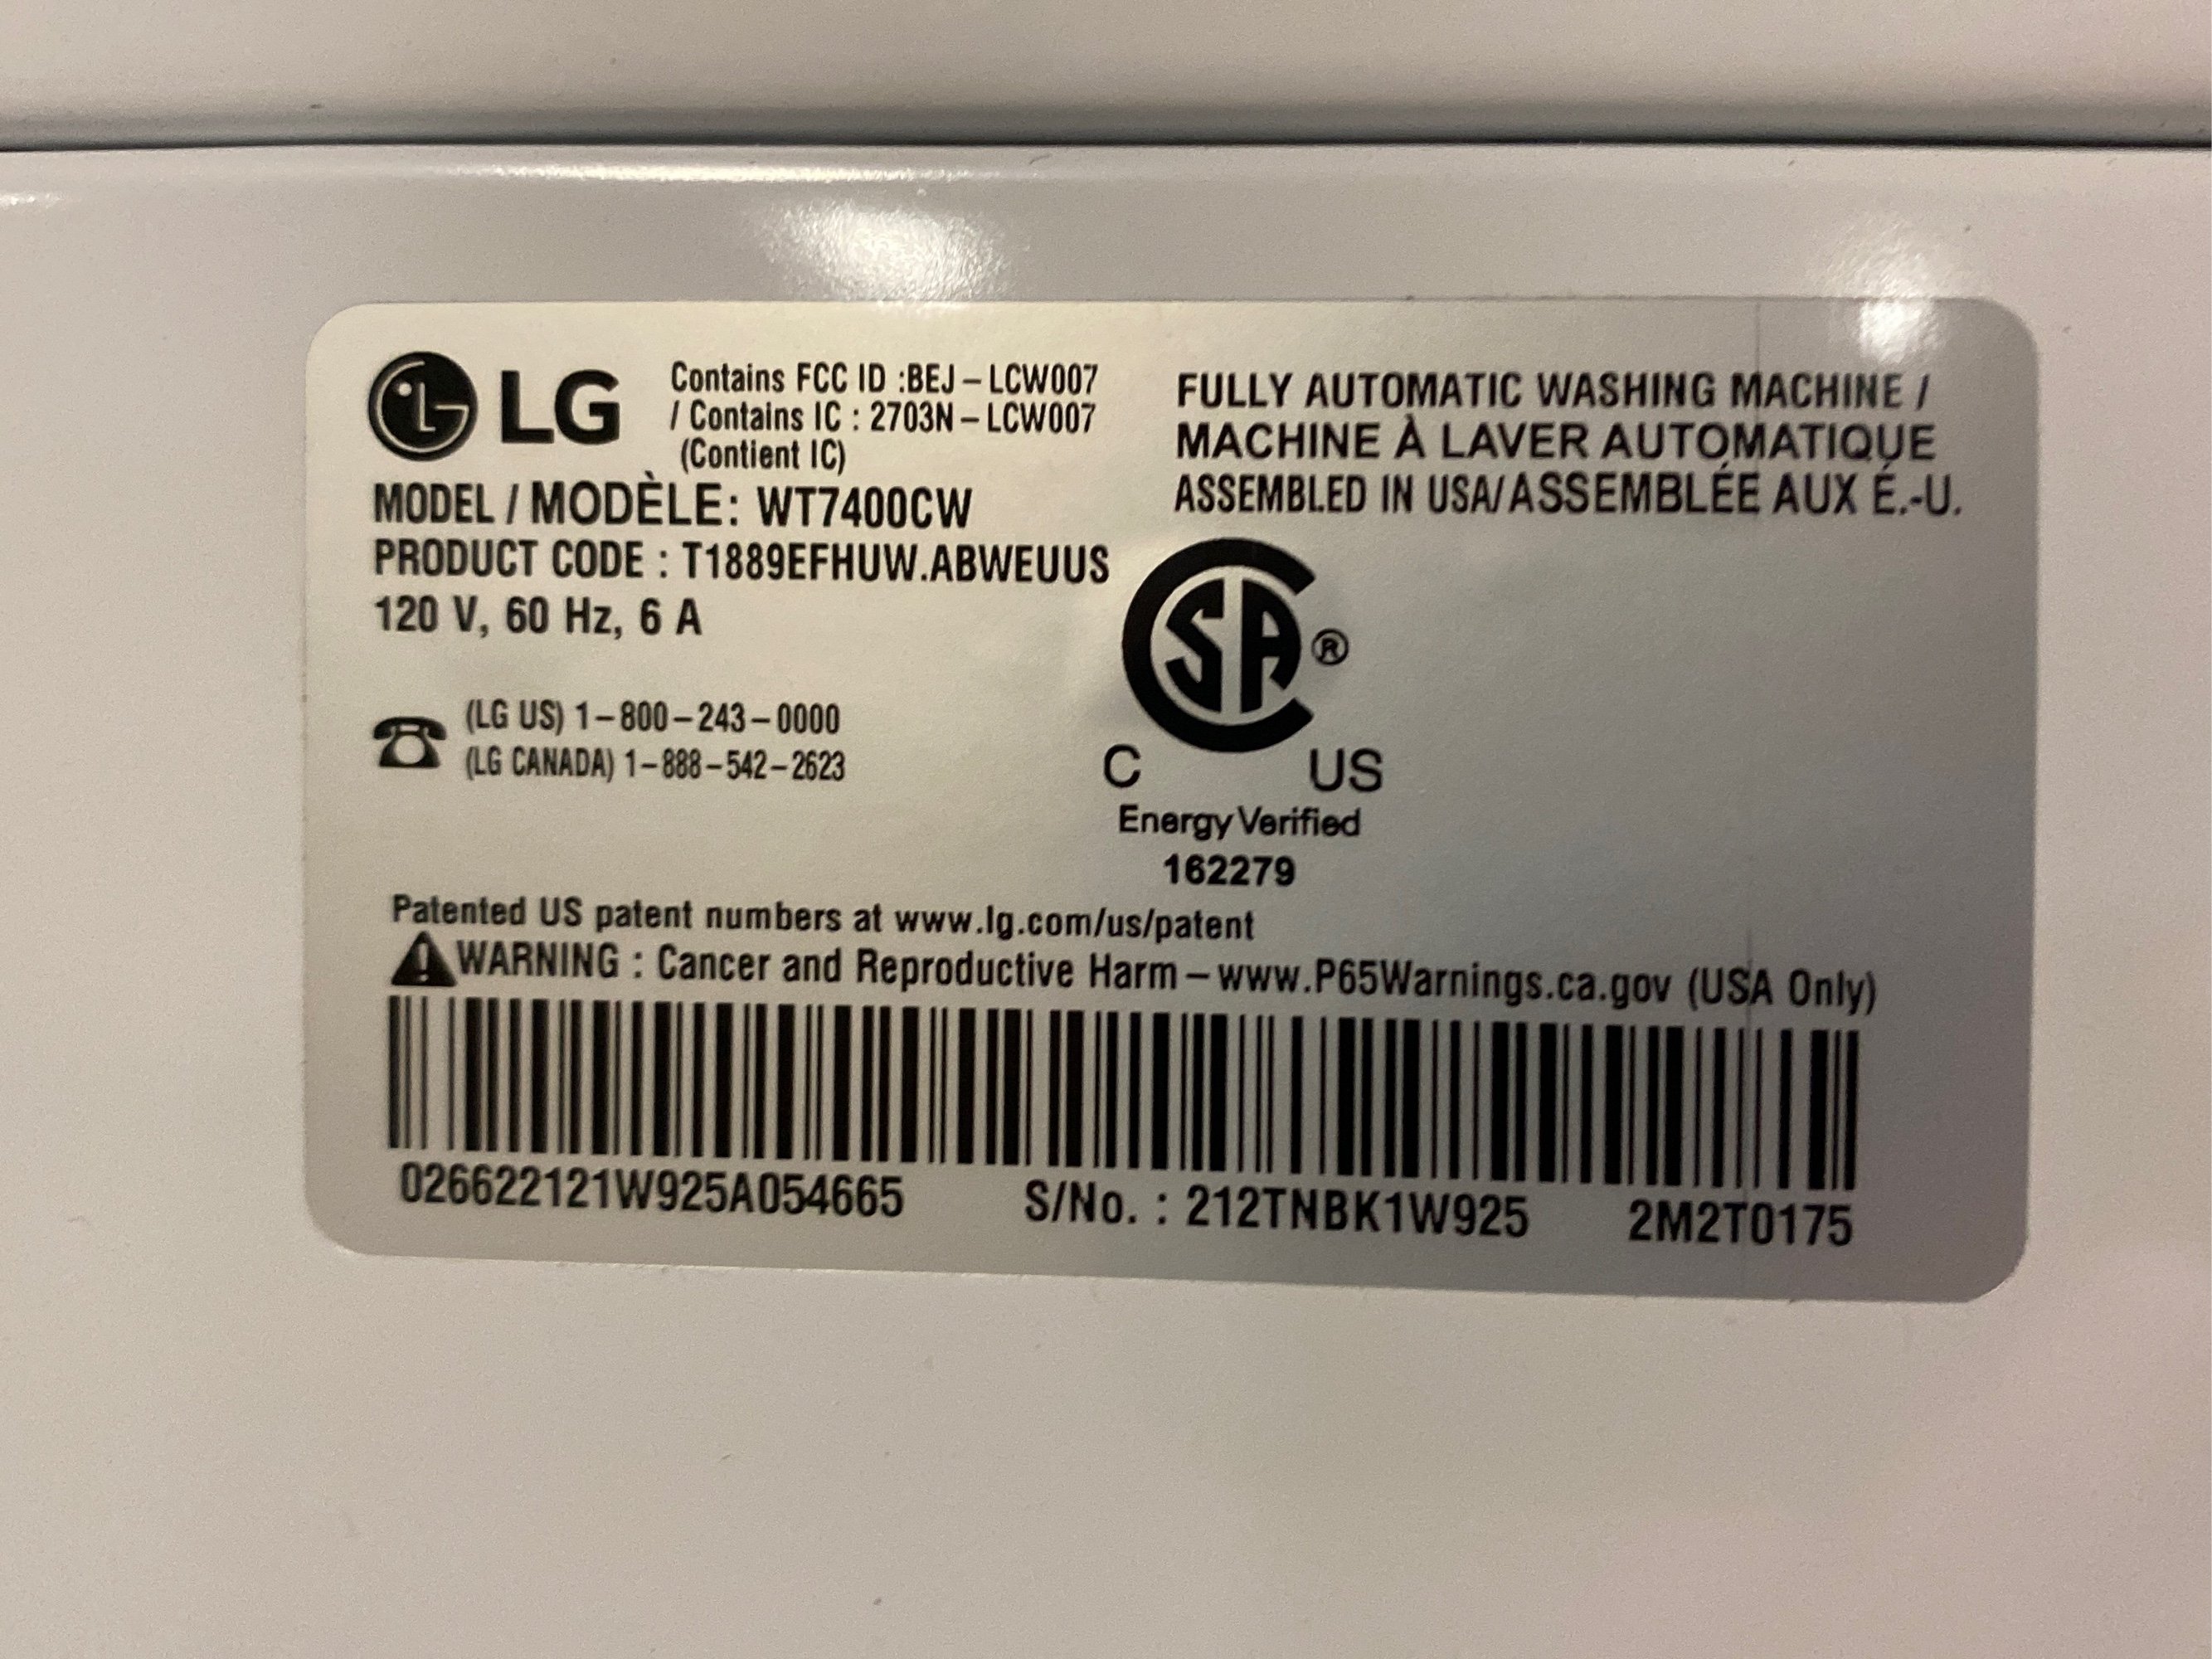 LG
Contains FCC ID :BEJ – LCW007
/ Contains IC : 2703N – LCW007
(Contient IC)
MODEL / MODÈLE: WT7400CW
PRODUCT CODE : T1889EFHUW.ABWEUUS
120 V, 60 Hz, 6 A
(LG US) 1–800–243–0000
(LG CANADA) 1–888–542–2623
FULLY AUTOMATIC WASHING MACHINE /
MACHINE À LAVER AUTOMATIQUE
ASSEMBLED IN USA/ASSEMBLÉE AUX É.-U.
CSA®
C US
Energy Verified
162279
Patented US patent numbers at www.lg.com/us/patent
WARNING : Cancer and Reproductive Harm – www.P65Warnings.ca.gov (USA Only)
026622121W925A054665 S/No. : 212TNBK1W925 2M2T0175